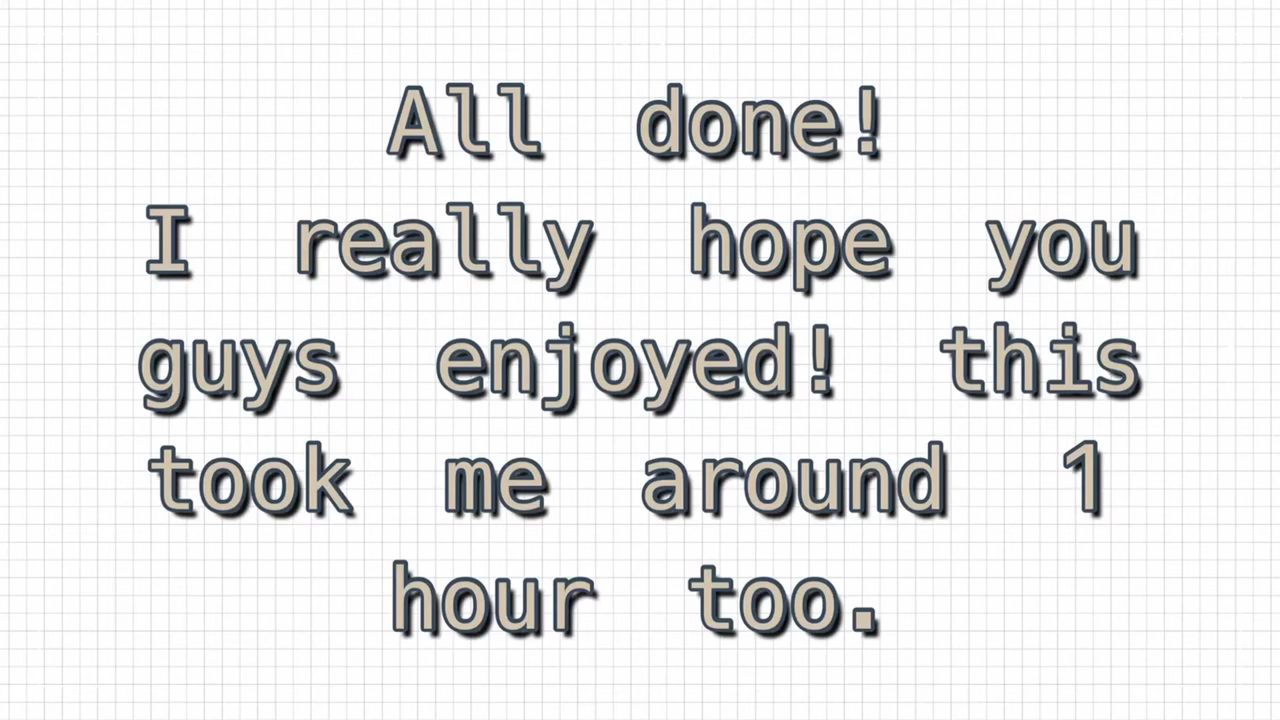 All done!
I really hope you
guys enjoyed! this
took me around 1
hour too.